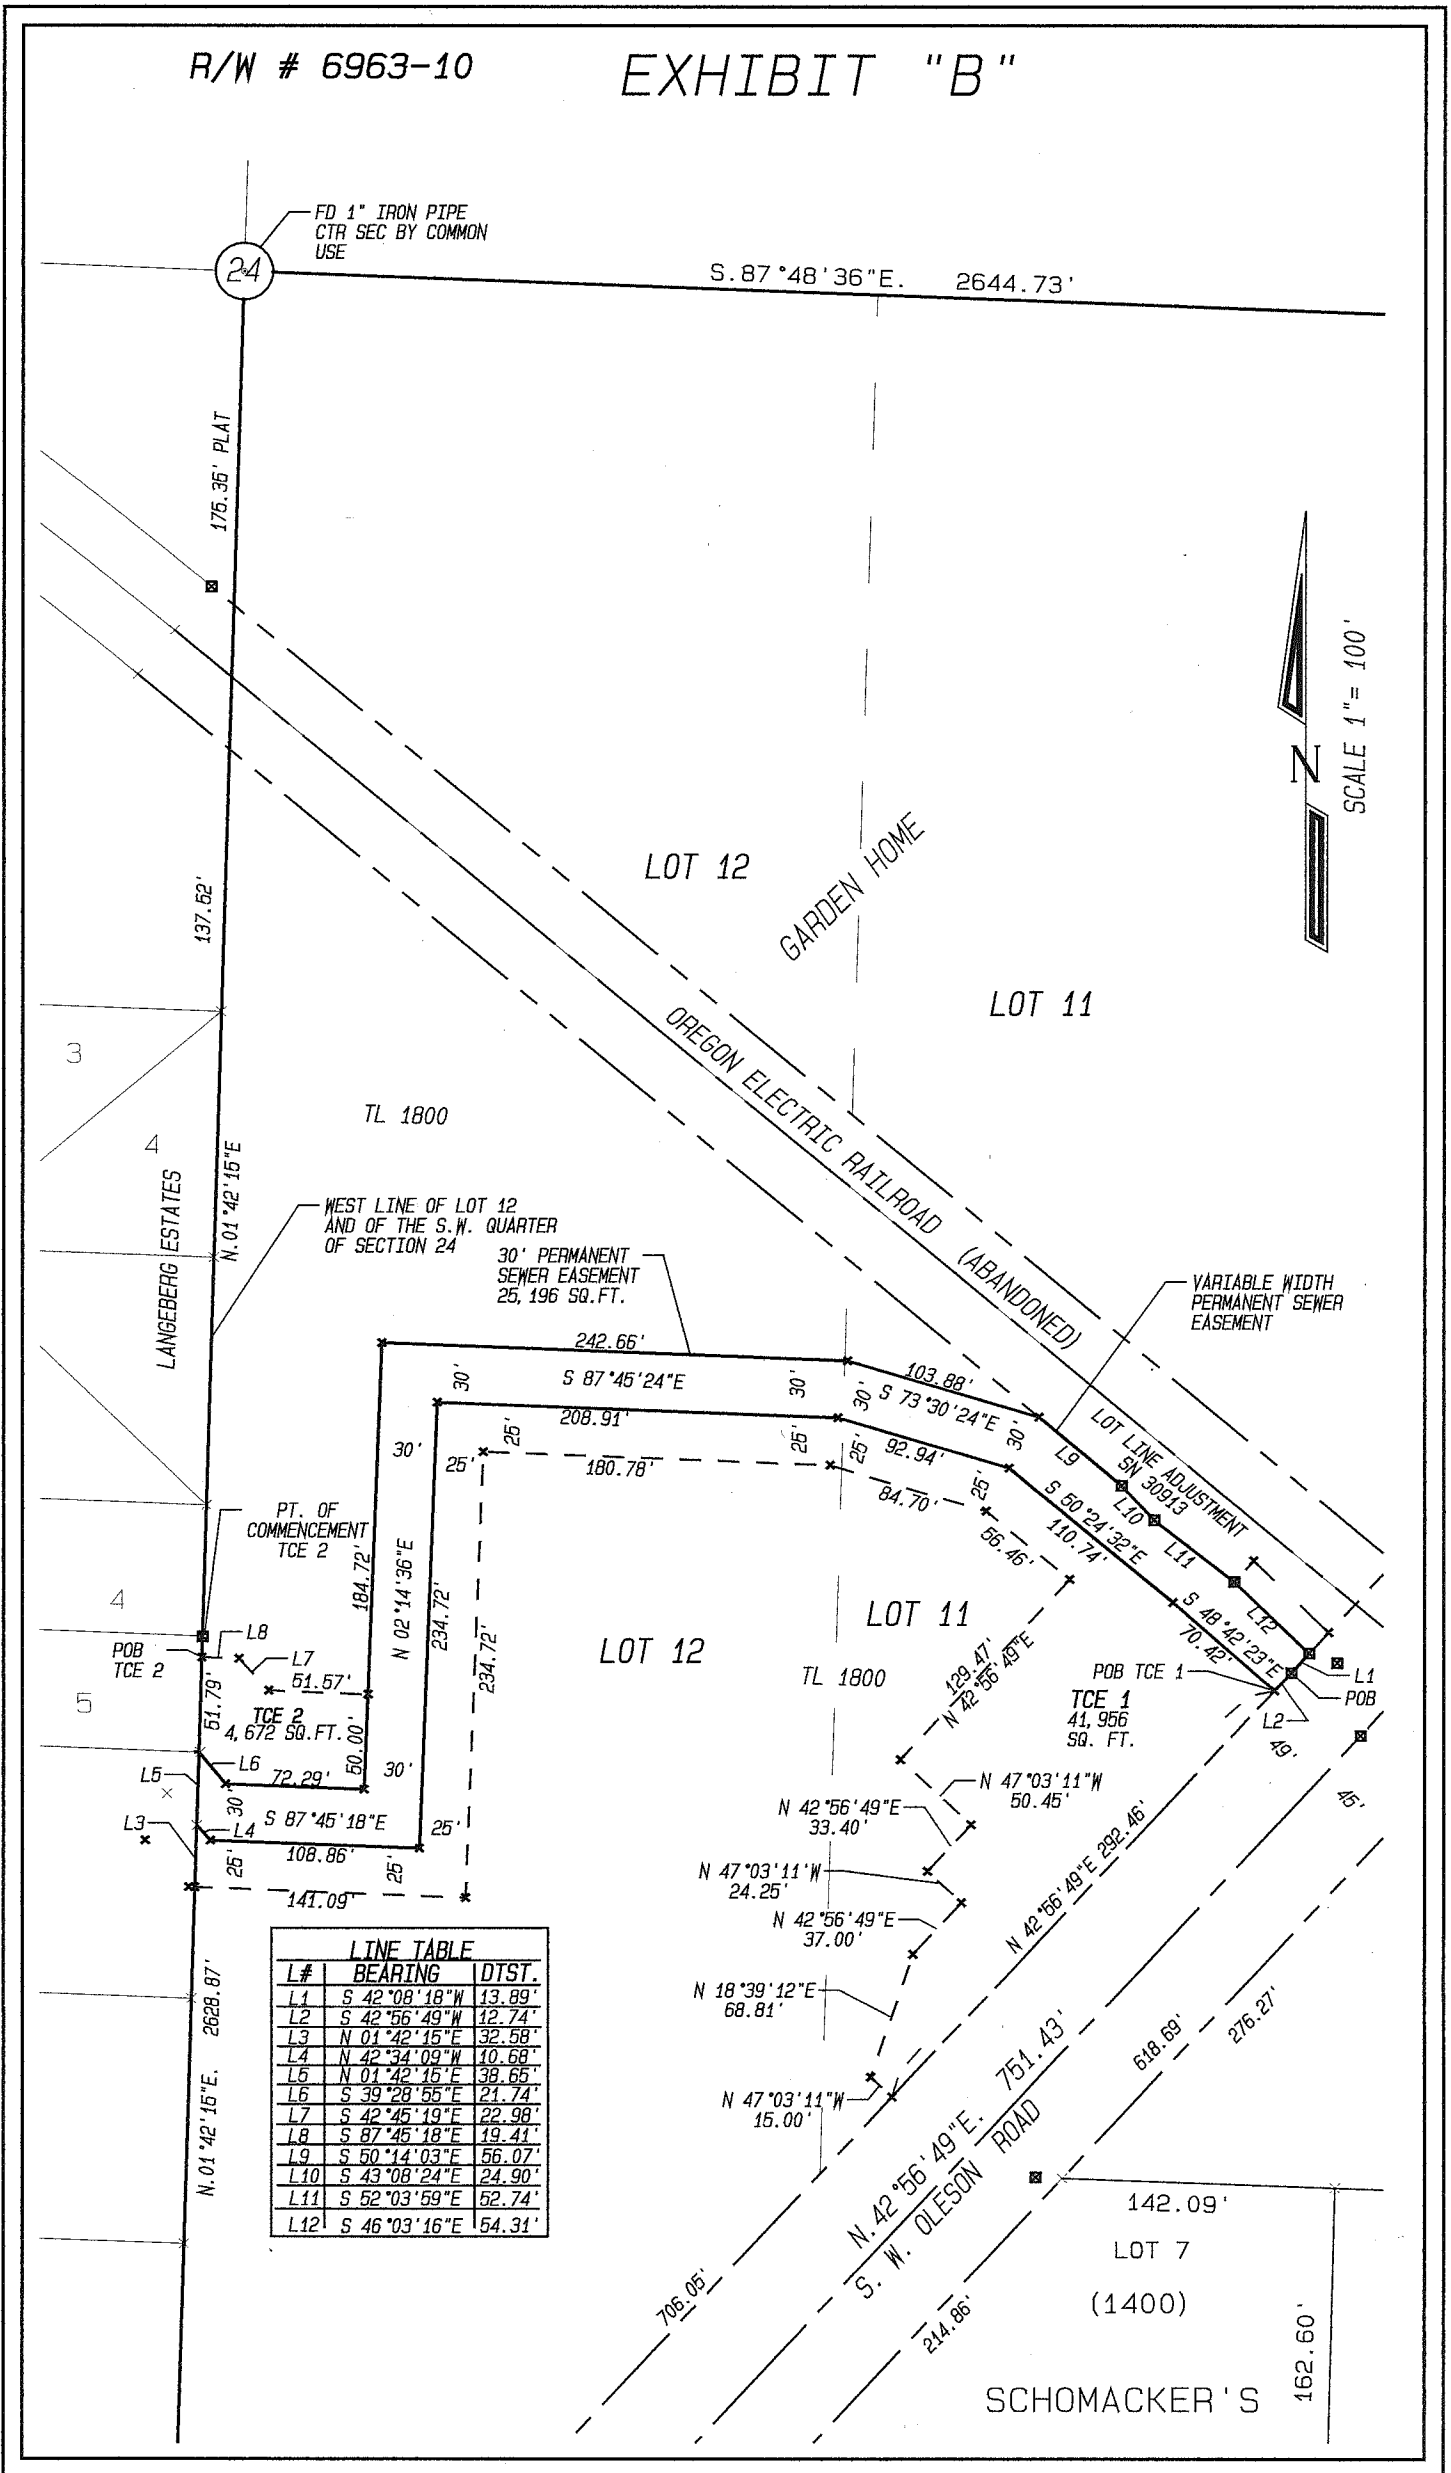 R/W # 6963-10
EXHIBIT "B"
FD 1" IRON PIPE
CTR SEC BY COMMON
USE
24
S.87°48'36"E. 2644.73'
175.36' PLAT
SCALE 1"= 100'
N
137.62'
LOT 12
GARDEN HOME
LOT 11
3
OREGON ELECTRIC RAILROAD (ABANDONED)
TL 1800
4
N.01°42'15"E
LANGEBERG ESTATES
WEST LINE OF LOT 12
AND OF THE S.W. QUARTER
OF SECTION 24
30' PERMANENT
SEWER EASEMENT
25,196 SQ.FT.
VARIABLE WIDTH
PERMANENT SEWER
EASEMENT
242.66'
S 87°45'24"E
30'
30'
208.91'
103.88'
S 73°30'24"E
30'
30'
92.94'
25'
25'
25'
25'
180.78'
84.70'
25'
56.46'
30'
L9
LOT LINE ADJUSTMENT
SN 30913
L10
L11
L12
S 50°24'32"E
110.74'
S 48°42'23"E
70.42'
PT. OF
COMMENCEMENT
TCE 2
184.72'
N 02°14'36"E
234.72'
234.72'
4
POB
TCE 2
L8
L7
51.57'
5
51.79'
TCE 2
4,672 SQ.FT.
50.00'
L6
72.29'
30'
L5
30'
S 87°45'18"E
L3
L4
108.86'
25'
25'
25'
141.09'
LOT 12
LOT 11
TL 1800
129.47'
N 42°56'49"E
POB TCE 1
TCE 1
41,956
SQ. FT.
L1
POB
L2
49'
45'
N 47°03'11"W
50.45'
N 42°56'49"E
33.40'
N 47°03'11"W
24.25'
N 42°56'49"E
37.00'
N 18°39'12"E
68.81'
N 47°03'11"W
15.00'
N 42°56'49"E 292.46'
N.01°42'15"E. 2628.87'
LINE TABLE
L# BEARING DTST.
L1 S 42°08'18"W 13.89'
L2 S 42°56'49"W 12.74'
L3 N 01°42'15"E 32.58'
L4 N 42°34'09"W 10.68'
L5 N 01°42'15"E 38.65'
L6 S 39°28'55"E 21.74'
L7 S 42°45'19"E 22.98'
L8 S 87°45'18"E 19.41'
L9 S 50°14'03"E 56.07'
L10 S 43°08'24"E 24.90'
L11 S 52°03'59"E 52.74'
L12 S 46°03'16"E 54.31'
N.42°56'49"E. 751.43'
S. W. OLESON ROAD
618.69'
276.27'
706.05'
214.86'
142.09'
LOT 7
(1400)
162.60'
SCHOMACKER'S